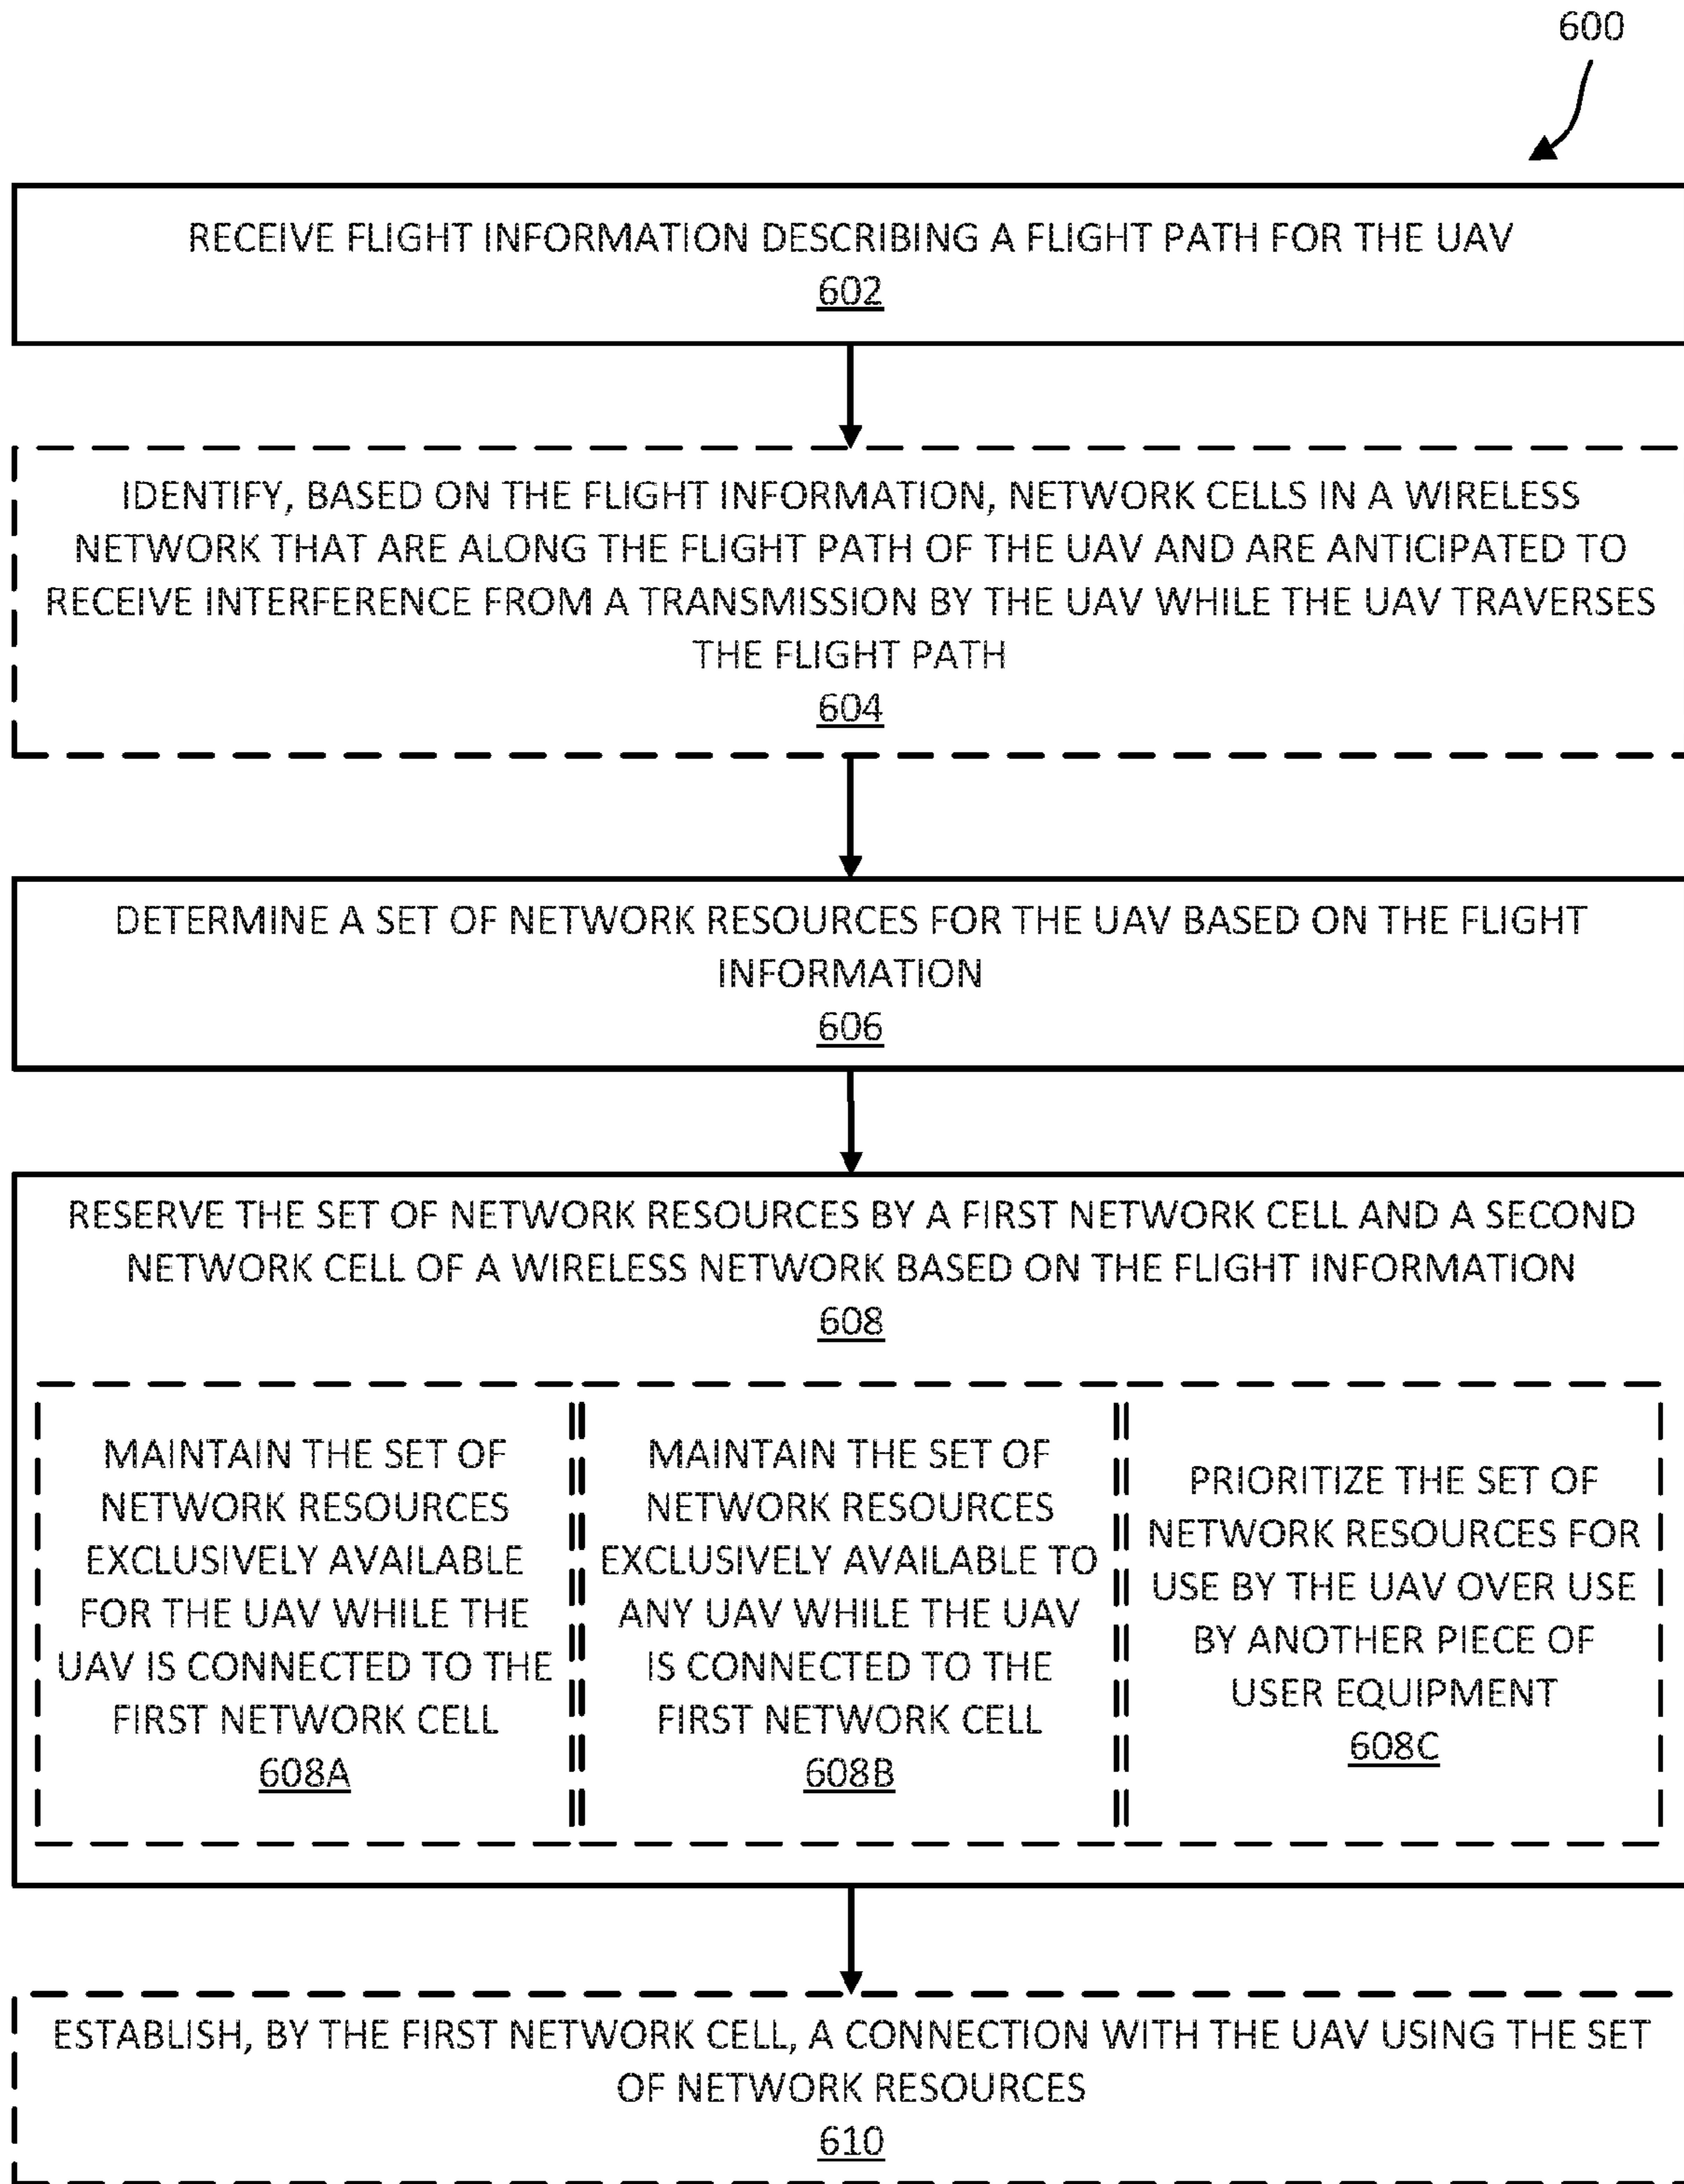 600
RECEIVE FLIGHT INFORMATION DESCRIBING A FLIGHT PATH FOR THE UAV
602
IDENTIFY, BASED ON THE FLIGHT INFORMATION, NETWORK CELLS IN A WIRELESS
NETWORK THAT ARE ALONG THE FLIGHT PATH OF THE UAV AND ARE ANTICIPATED TO
RECEIVE INTERFERENCE FROM A TRANSMISSION BY THE UAV WHILE THE UAV TRAVERSES
THE FLIGHT PATH
604
DETERMINE A SET OF NETWORK RESOURCES FOR THE UAV BASED ON THE FLIGHT
INFORMATION
606
RESERVE THE SET OF NETWORK RESOURCES BY A FIRST NETWORK CELL AND A SECOND
NETWORK CELL OF A WIRELESS NETWORK BASED ON THE FLIGHT INFORMATION
608
MAINTAIN THE SET OF
NETWORK RESOURCES
EXCLUSIVELY AVAILABLE
FOR THE UAV WHILE THE
UAV IS CONNECTED TO THE
FIRST NETWORK CELL
608A
MAINTAIN THE SET OF
NETWORK RESOURCES
EXCLUSIVELY AVAILABLE TO
ANY UAV WHILE THE UAV
IS CONNECTED TO THE
FIRST NETWORK CELL
608B
PRIORITIZE THE SET OF
NETWORK RESOURCES FOR
USE BY THE UAV OVER USE
BY ANOTHER PIECE OF
USER EQUIPMENT
608C
ESTABLISH, BY THE FIRST NETWORK CELL, A CONNECTION WITH THE UAV USING THE SET
OF NETWORK RESOURCES
610